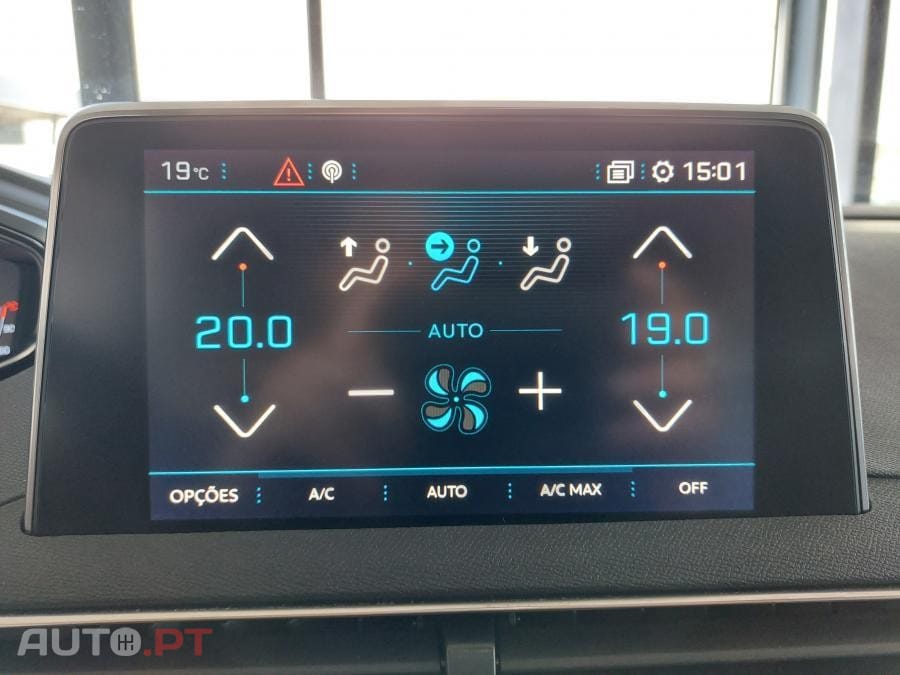 19°C 15:01
20.0 19.0
AUTO
OPÇÕES A/C AUTO A/C MAX OFF
AUTO.PT